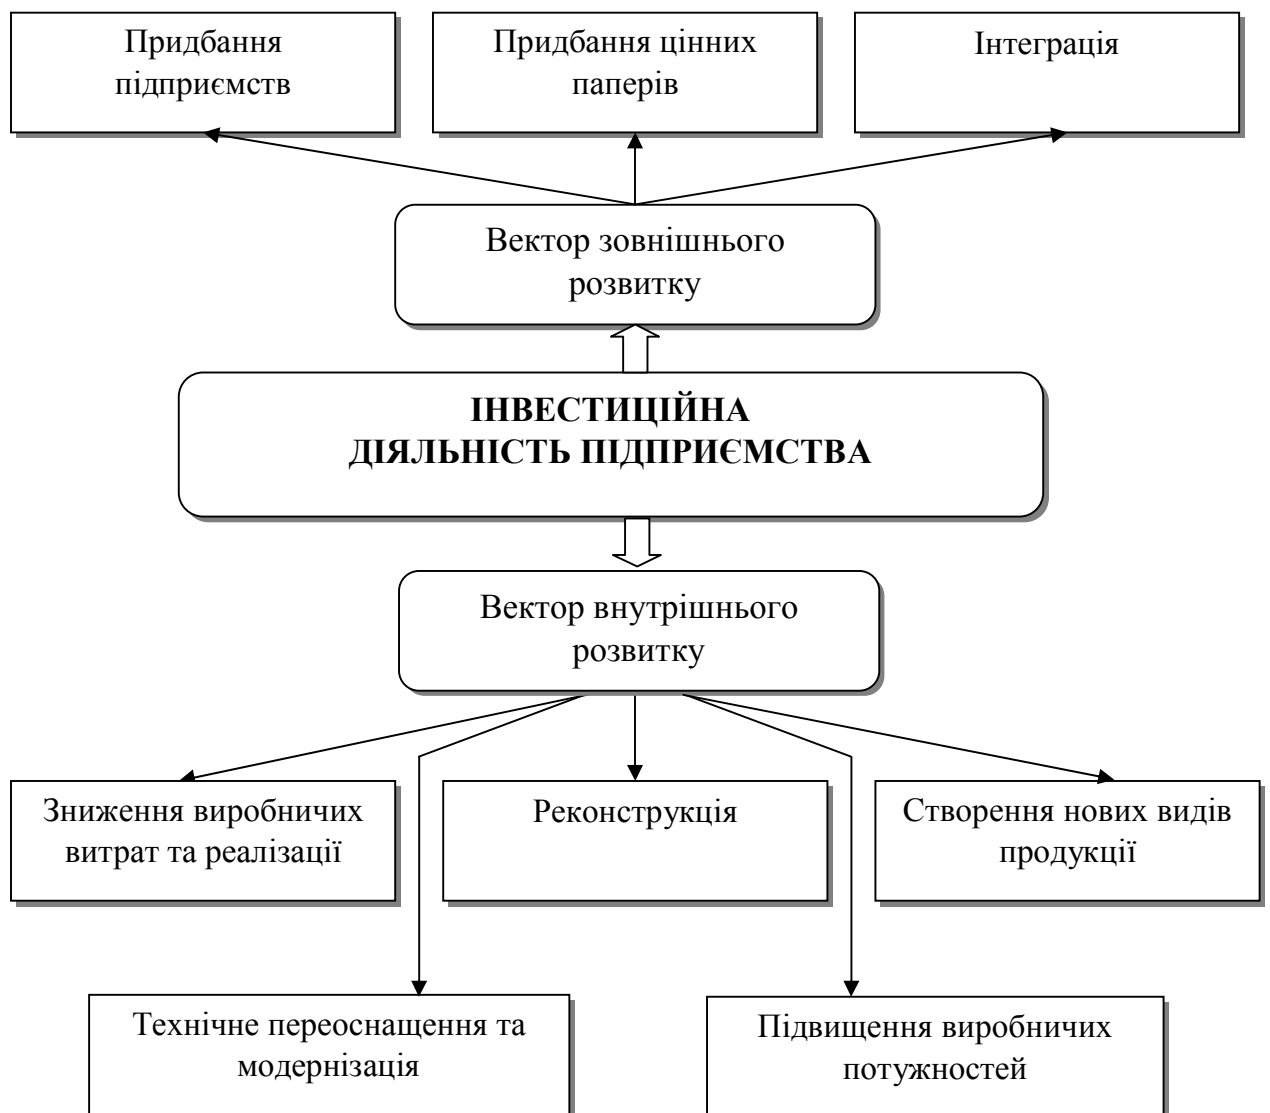 Придбання
підприємств
Придбання цінних
паперів
Інтеграція
Вектор зовнішнього
розвитку
ІНВЕСТИЦІЙНА
ДІЯЛЬНІСТЬ ПІДПРИЄМСТВА
Вектор внутрішнього
розвитку
Зниження виробничих
витрат та реалізації
Реконструкція
Створення нових видів
продукції
Технічне переоснащення та
модернізація
Підвищення виробничих
потужностей